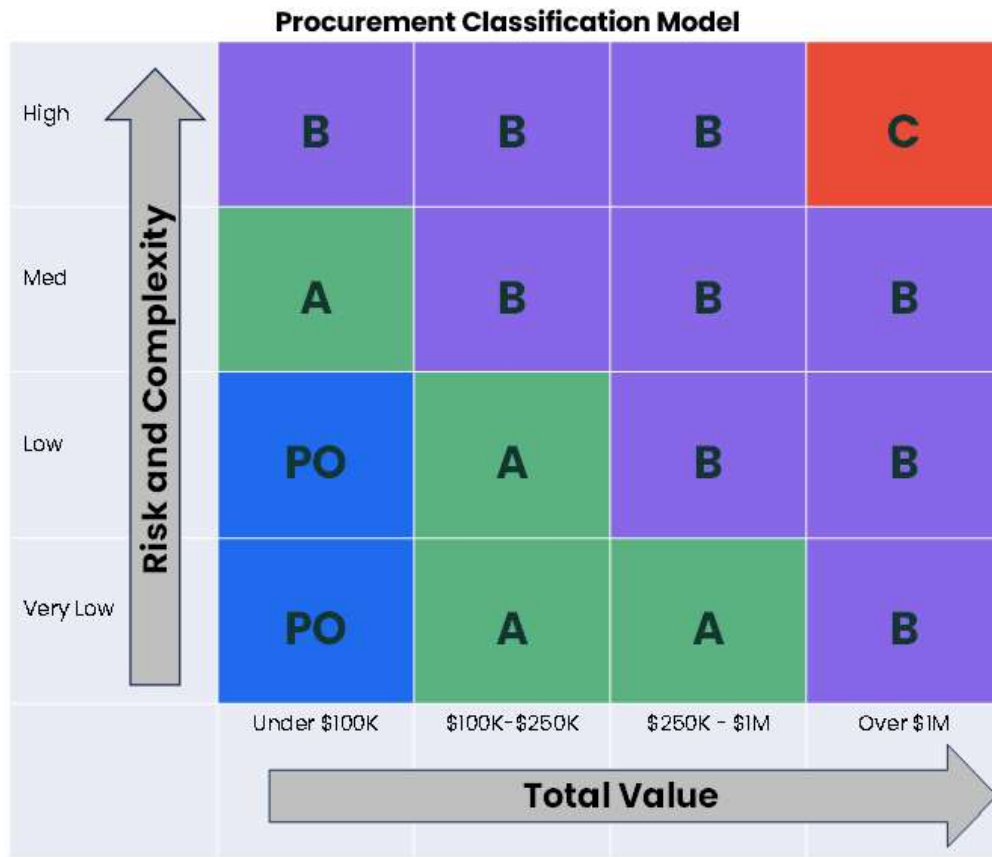 Procurement Classification Model
High
B
B
B
C
Med
A
B
B
B
Low
PO
A
B
B
Very Low
PO
A
A
B
Risk and Complexity
Under $100K
$100K-$250K
$250K - $1M
Over $1M
Total Value